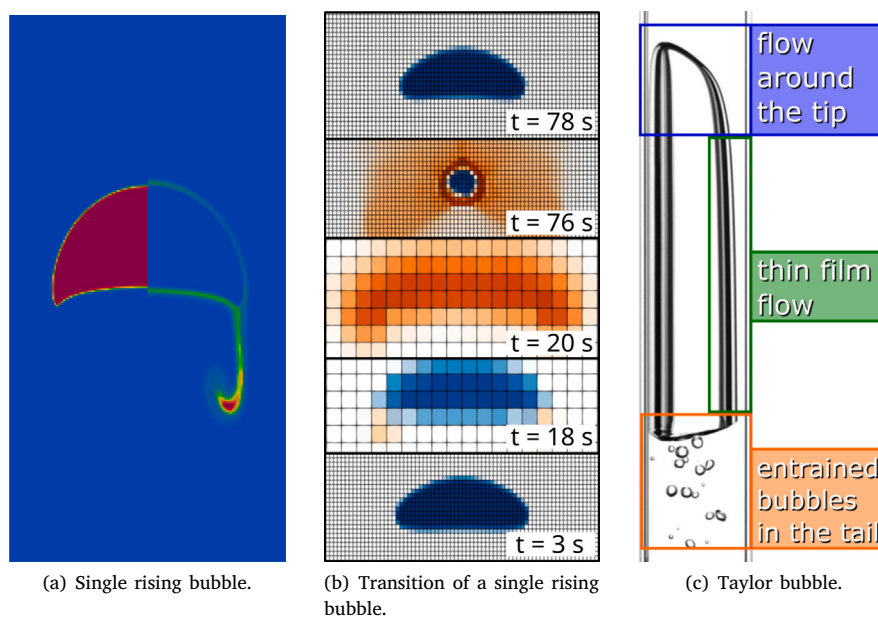 t = 78 s
t = 76 s
t = 20 s
t = 18 s
t = 3 s
flow
around
the tip
thin film
flow
entrained
bubbles
in the tail
(a) Single rising bubble.
(b) Transition of a single rising
bubble.
(c) Taylor bubble.